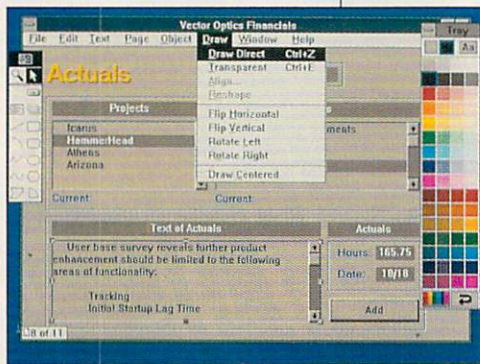 Vector Optics Financials
File Edit Text Page Object Draw Window Help
Tray
Aa
Draw Direct Ctrl+Z
Transparent Ctrl+E
Align...
Reshape
Flip Horizontal
Flip Vertical
Rotate Left
Rotate Right
Draw Centered
Actuals
Projects
Icarus
HammerHead
Athens
Arizona
Current:
Current:
Text of Actuals
User base survey reveals further product
enhancement should be limited to the following
areas of functionality:
Tracking
Initial Startup Lag Time
Actuals
Hours: 165.75
Date: 10/18
Add
8 of 11